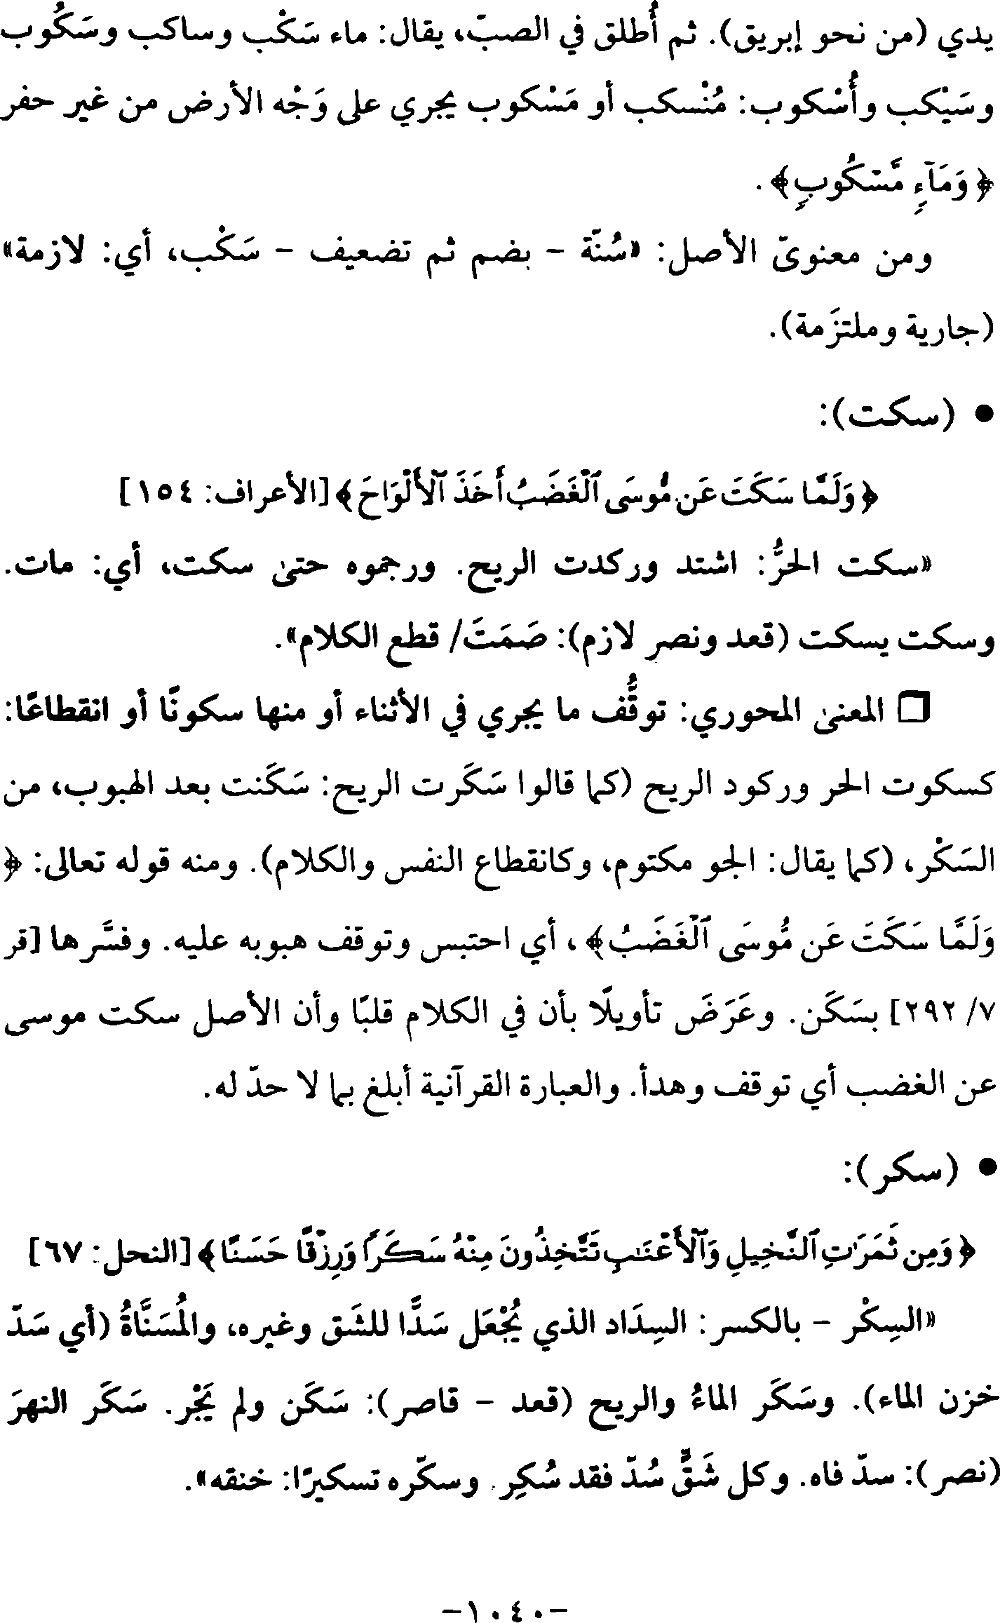 يدي (من نحو إبريق). ثم أُطلق في الصبّ، يقال: ماء سَكْب وساكب وسَكُوب
وسَيْكب وأُسْكوب: مُنْسكب أو مَسْكوب يجري على وَجْه الأرض من غير حفر
﴿وَمَآءٖ مَّسْكُوبٖ﴾.
ومن معنويّ الأصل: «سُنّة - بضم ثم تضعيف - سَكْب، أي: لازمة»
(جارية وملتزَمة).
• (سكت):
﴿وَلَمَّا سَكَتَ عَن مُّوسَى ٱلْغَضَبُ أَخَذَ ٱلْأَلْوَاحَ﴾ [الأعراف: ١٥٤]
«سكت الحرُّ: اشتد وركدت الريح. ورجموه حتىٰ سكت، أي: مات.
وسكت يسكت (قعد ونصر لازم): صَمَتَ/ قطع الكلام».
❒ المعنىٰ المحوري: توقُّف ما يجري في الأثناء أو منها سكونًا أو انقطاعًا:
كسكوت الحر وركود الريح (كما قالوا سَكَرت الريح: سَكَنت بعد الهبوب، من
السَكْر، (كما يقال: الجو مكتوم، وكانقطاع النفس والكلام). ومنه قوله تعالى: ﴿
وَلَمَّا سَكَتَ عَن مُّوسَى ٱلْغَضَبُ﴾، أي احتبس وتوقف هبوبه عليه. وفسَّرها [قر
٧/ ٢٩٢] بسَكَن. وعَرَضَ تأويلًا بأن في الكلام قلبًا وأن الأصل سكت موسى
عن الغضب أي توقف وهدأ. والعبارة القرآنية أبلغ بما لا حدّ له.
• (سكر):
﴿وَمِن ثَمَرَٰتِ ٱلنَّخِيلِ وَٱلْأَعْنَٰبِ تَتَّخِذُونَ مِنْهُ سَكَرًا وَرِزْقًا حَسَنًا﴾ [النحل: ٦٧]
«السِكْر - بالكسر: السِدَاد الذي يُجْعَل سَدًّا للشَق وغيره، والمُسَنَّاةُ (أي سَدّ
خزن الماء). وسَكَر الماءُ والريح (قعد - قاصر): سَكَن ولم يَجْر. سَكَر النهرَ
(نصر): سدّ فاه. وكل شَقٍّ سُدّ فقد سُكِر. وسكّره تسكيرًا: خنقه».
-١٠٤٠-